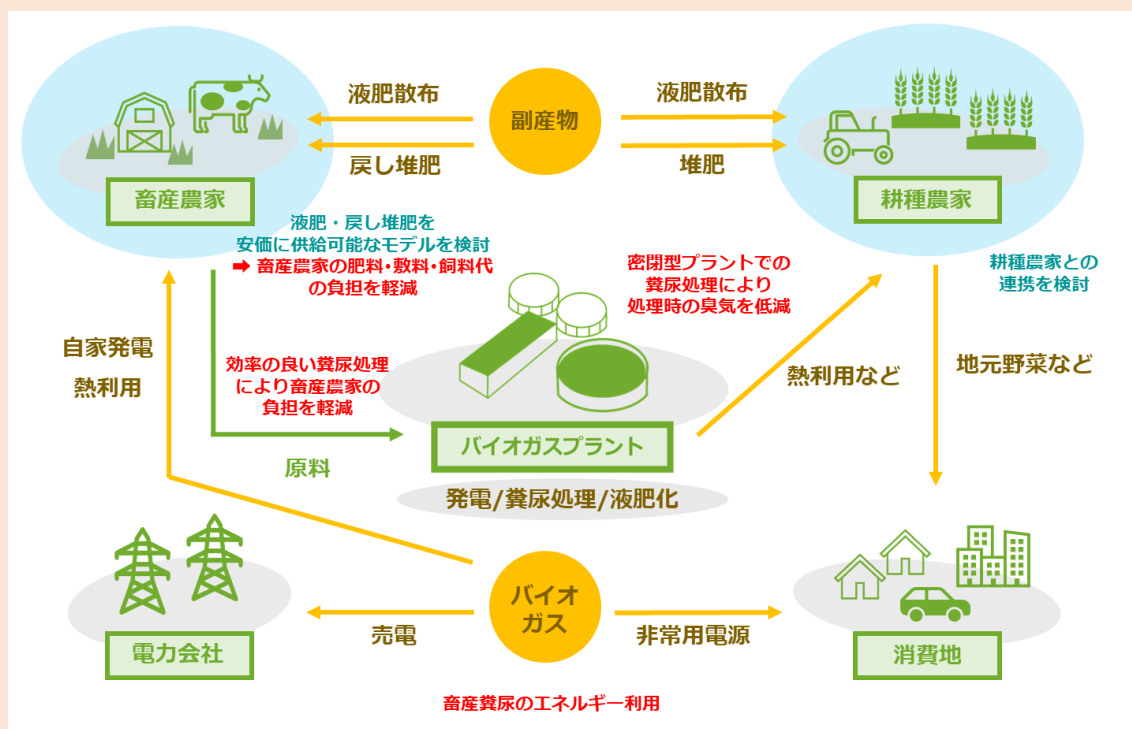 液肥散布
戻し堆肥
副産物
液肥散布
堆肥
畜産農家
耕種農家
液肥・戻し堆肥を
安価に供給可能なモデルを検討
➡ 畜産農家の肥料・敷料・飼料代
の負担を軽減
密閉型プラントでの
糞尿処理により
処理時の臭気を低減
耕種農家との
連携を検討
自家発電
熱利用
効率の良い糞尿処理
により畜産農家の
負担を軽減
熱利用など
地元野菜など
原料
バイオガスプラント
発電/糞尿処理/液肥化
バイオ
ガス
売電
非常用電源
電力会社
消費地
畜産糞尿のエネルギー利用